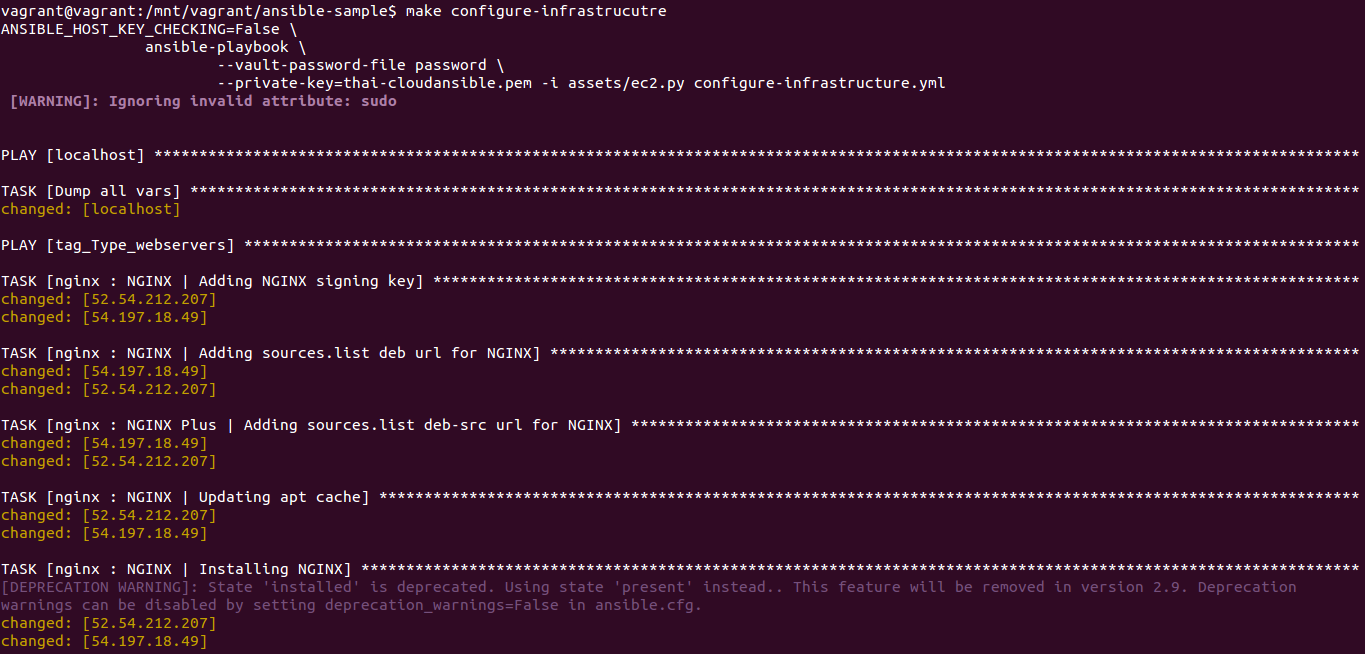 vagrant@vagrant:/mnt/vagrant/ansible-sample$ make configure-infrastrucutre
ANSIBLE_HOST_KEY_CHECKING=False \
ansible-playbook \
--vault-password-file password \
--private-key=thai-cloudansible.pem -i assets/ec2.py configure-infrastructure.yml
[WARNING]: Ignoring invalid attribute: sudo
PLAY [localhost] **************************************************************************************************************************************
TASK [Dump all vars] **********************************************************************************************************************************
changed: [localhost]
PLAY [tag_Type_webservers] ****************************************************************************************************************************
TASK [nginx : NGINX | Adding NGINX signing key] *******************************************************************************************************
changed: [52.54.212.207]
changed: [54.197.18.49]
TASK [nginx : NGINX | Adding sources.list deb url for NGINX] ******************************************************************************************
changed: [54.197.18.49]
changed: [52.54.212.207]
TASK [nginx : NGINX Plus | Adding sources.list deb-src url for NGINX] *********************************************************************************
changed: [54.197.18.49]
changed: [52.54.212.207]
TASK [nginx : NGINX | Updating apt cache] *************************************************************************************************************
changed: [52.54.212.207]
changed: [54.197.18.49]
TASK [nginx : NGINX | Installing NGINX] ***************************************************************************************************************
[DEPRECATION WARNING]: State 'installed' is deprecated. Using state 'present' instead.. This feature will be removed in version 2.9. Deprecation
warnings can be disabled by setting deprecation_warnings=False in ansible.cfg.
changed: [52.54.212.207]
changed: [54.197.18.49]